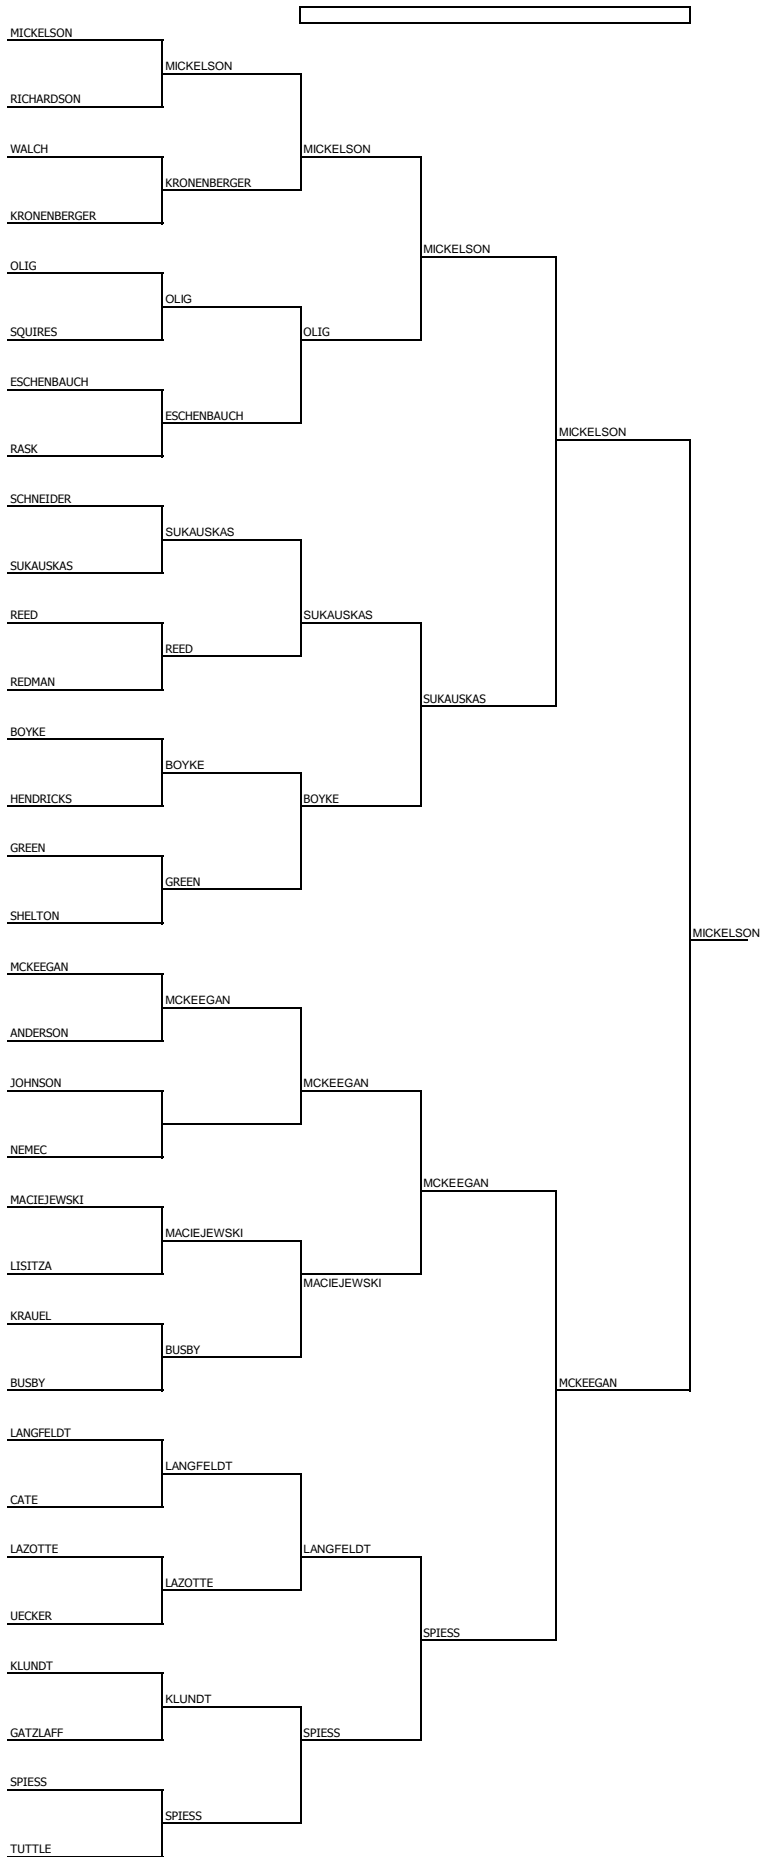 MICKELSON
MICKELSON
RICHARDSON
WALCH
MICKELSON
KRONENBERGER
KRONENBERGER
MICKELSON
OLIG
OLIG
SQUIRES
OLIG
ESCHENBAUCH
ESCHENBAUCH
RASK
MICKELSON
SCHNEIDER
SUKAUSKAS
SUKAUSKAS
REED
SUKAUSKAS
REED
REDMAN
SUKAUSKAS
BOYKE
BOYKE
HENDRICKS
BOYKE
GREEN
GREEN
SHELTON
MICKELSON
MCKEEGAN
MCKEEGAN
ANDERSON
JOHNSON
MCKEEGAN
NEMEC
MCKEEGAN
MACIEJEWSKI
MACIEJEWSKI
LISITZA
MACIEJEWSKI
KRAUEL
BUSBY
BUSBY
MCKEEGAN
LANGFELDT
LANGFELDT
CATE
LAZOTTE
LANGFELDT
LAZOTTE
UECKER
SPIESS
KLUNDT
KLUNDT
GATZLAFF
SPIESS
SPIESS
SPIESS
TUTTLE